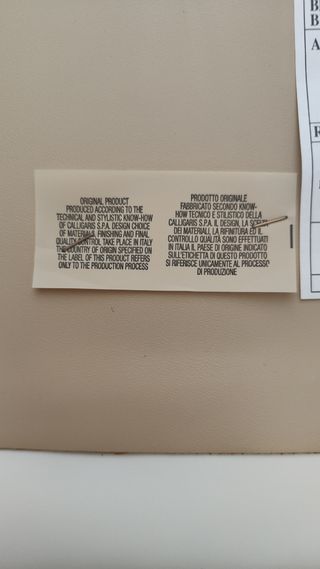 ORIGINAL PRODUCT
PRODUCED ACCORDING TO THE
TECHNICAL AND STYLISTIC KNOW-HOW
OF CALLIGARIS S.P.A. DESIGN CHOICE
OF MATERIALS, FINISHING AND FINAL
QUALITY CONTROL TAKE PLACE IN ITALY
THE COUNTRY OF ORIGIN SPECIFIED ON
THE LABEL OF THIS PRODUCT REFERS
ONLY TO THE PRODUCTION PROCESS
PRODOTTO ORIGINALE
FABBRICATO SECONDO KNOW-
HOW TECNICO E STILISTICO DELLA
CALLIGARIS S.P.A. IL DESIGN, LA SCELTA
DEI MATERIALI, LA RIFINITURA ED IL
CONTROLLO QUALITÀ SONO EFFETTUATI
IN ITALIA IL PAESE DI ORIGINE INDICATO
SULL'ETICHETTA DI QUESTO PRODOTTO
SI RIFERISCE UNICAMENTE AL PROCESSO
DI PRODUZIONE